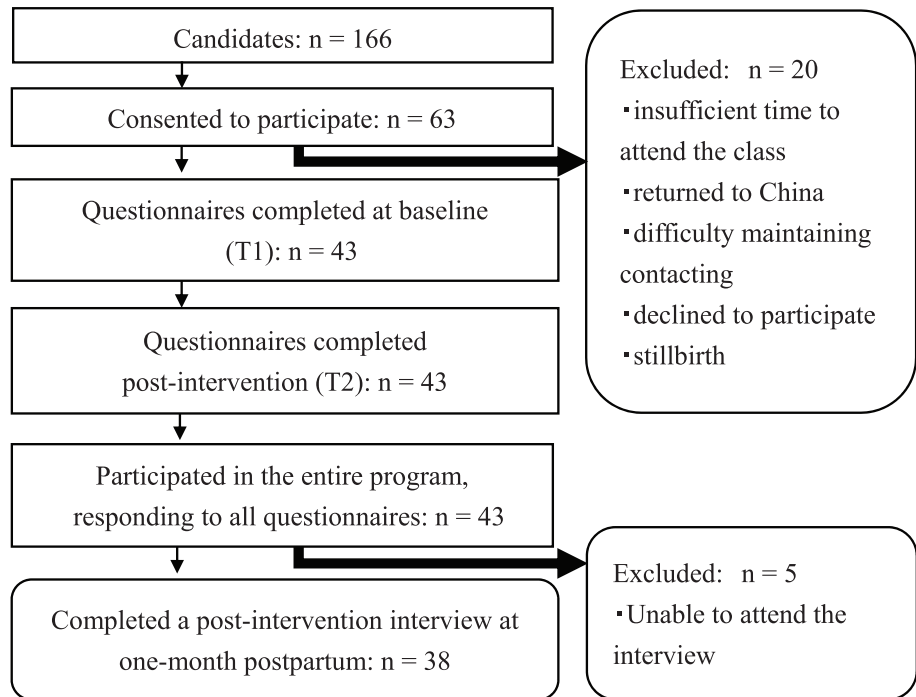 Candidates: n = 166
Consented to participate: n = 63
Excluded: n = 20
・insufficient time to
attend the class
・returned to China
・difficulty maintaining
contacting
・declined to participate
・stillbirth
Questionnaires completed at baseline
(T1): n = 43
Questionnaires completed
post-intervention (T2): n = 43
Participated in the entire program,
responding to all questionnaires: n = 43
Excluded: n = 5
・Unable to attend the
interview
Completed a post-intervention interview at
one-month postpartum: n = 38